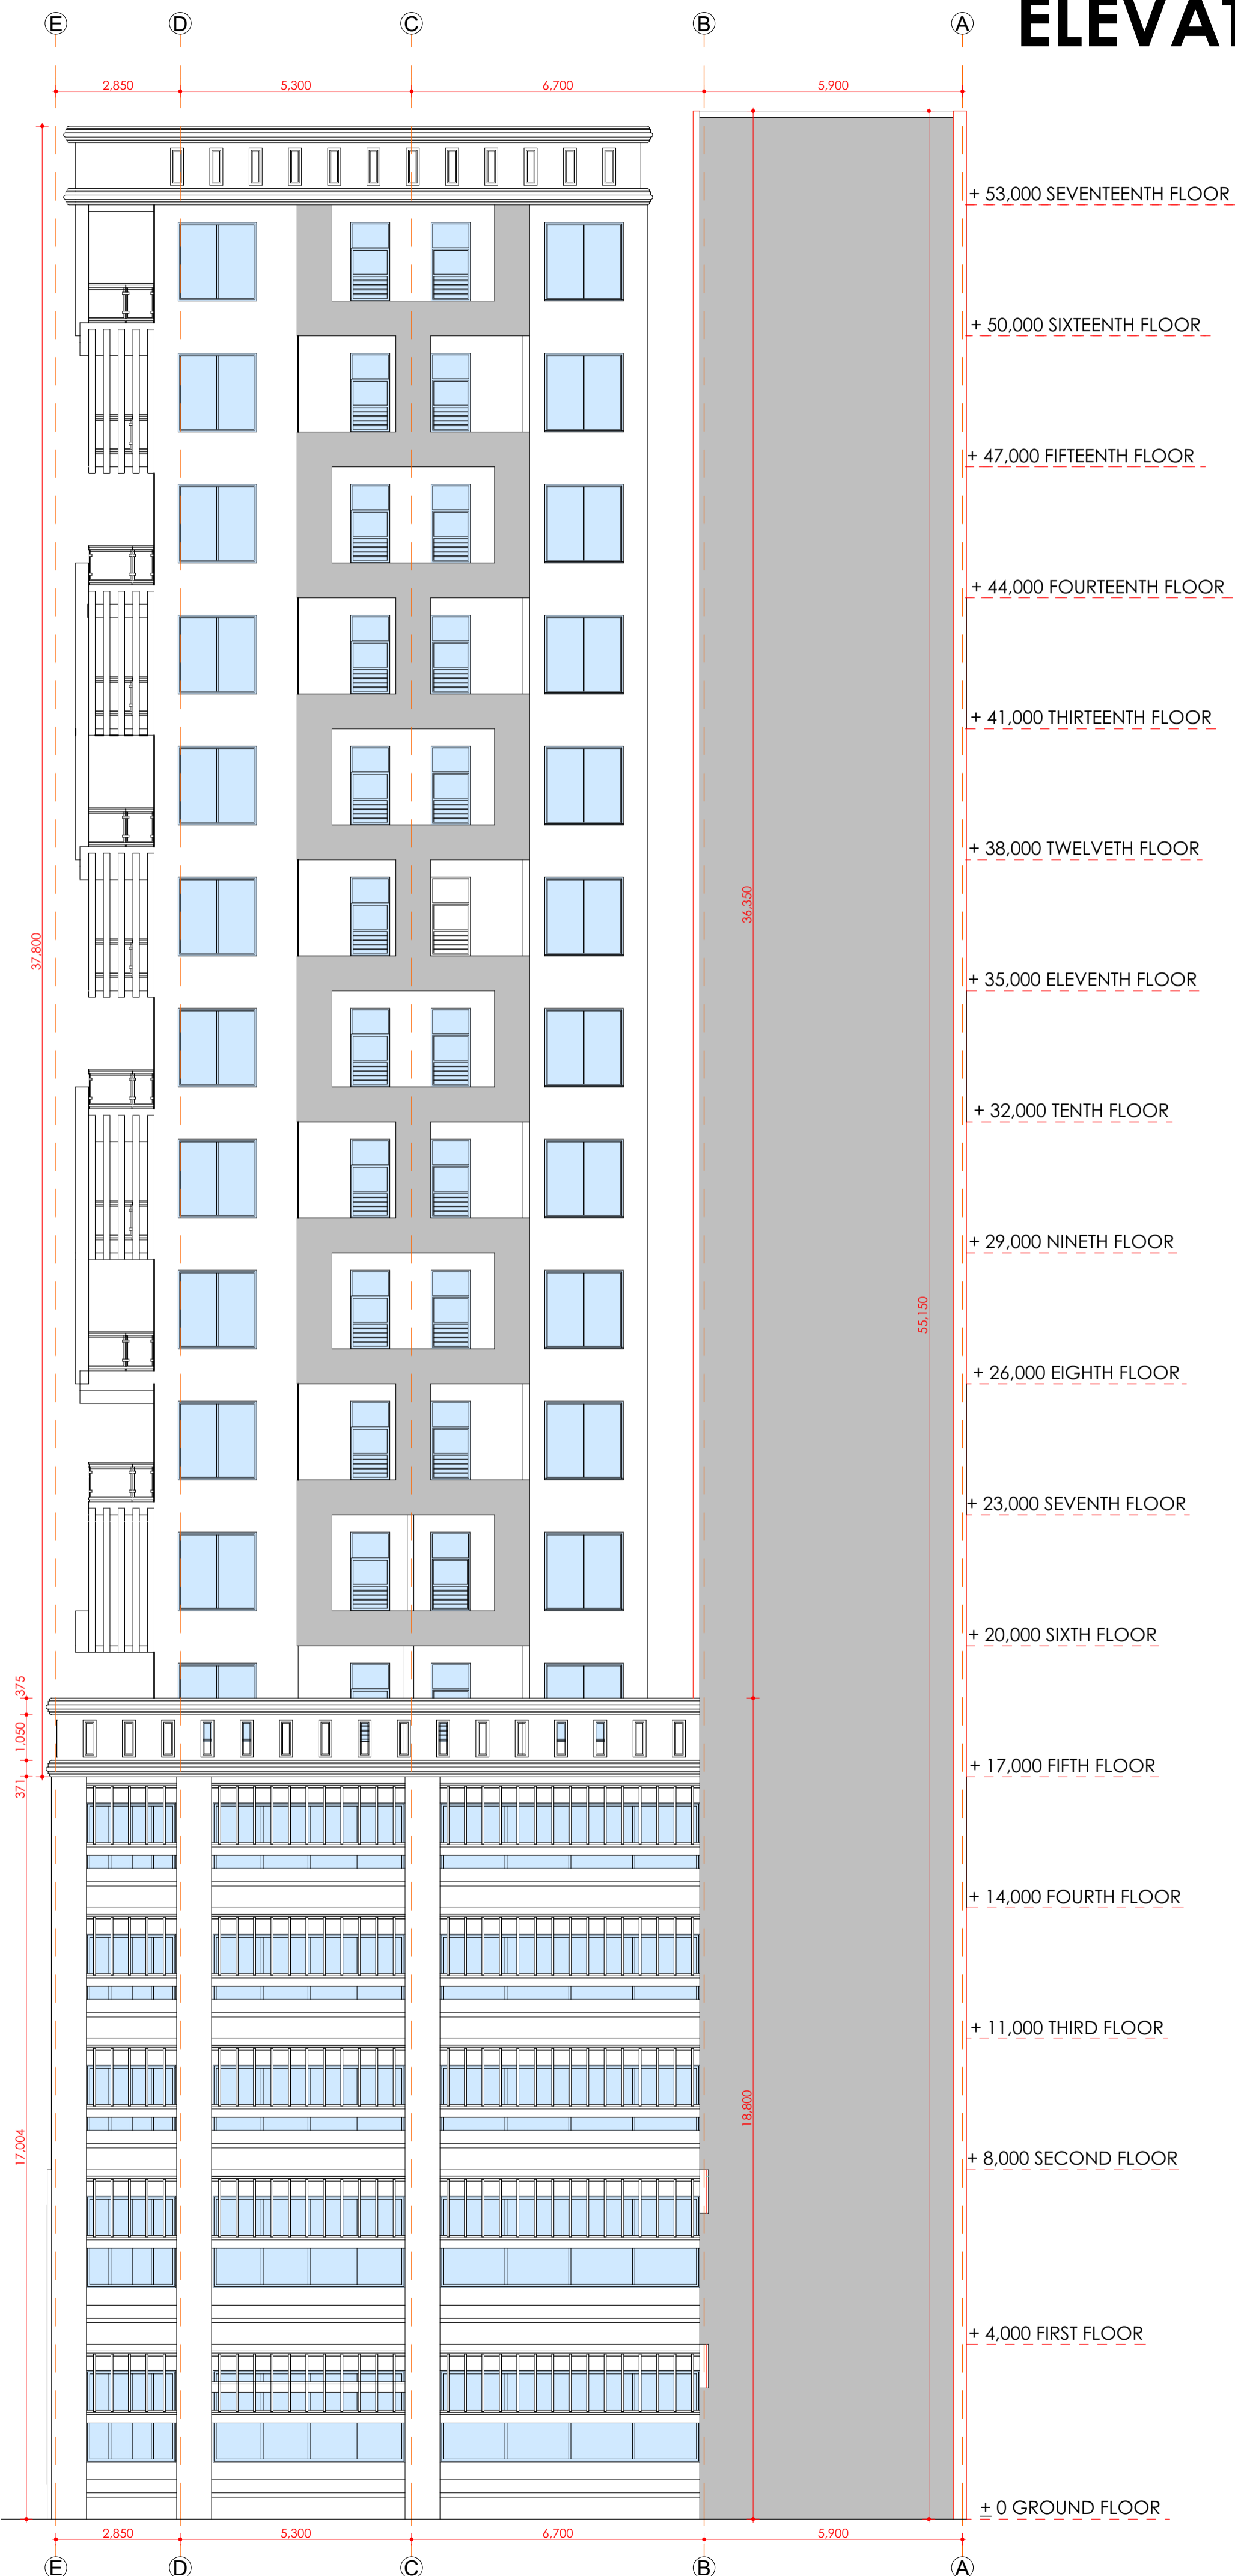 ELEVAT
E D C B A
2,850 5,300 6,700 5,900
+ 53,000 SEVENTEENTH FLOOR
+ 50,000 SIXTEENTH FLOOR
+ 47,000 FIFTEENTH FLOOR
+ 44,000 FOURTEENTH FLOOR
+ 41,000 THIRTEENTH FLOOR
+ 38,000 TWELVETH FLOOR
36,350
37,800
+ 35,000 ELEVENTH FLOOR
+ 32,000 TENTH FLOOR
+ 29,000 NINETH FLOOR
55,150
+ 26,000 EIGHTH FLOOR
+ 23,000 SEVENTH FLOOR
+ 20,000 SIXTH FLOOR
375
1,050
+ 17,000 FIFTH FLOOR
371
+ 14,000 FOURTH FLOOR
+ 11,000 THIRD FLOOR
18,800
17,004
+ 8,000 SECOND FLOOR
+ 4,000 FIRST FLOOR
± 0 GROUND FLOOR
2,850 5,300 6,700 5,900
E D C B A